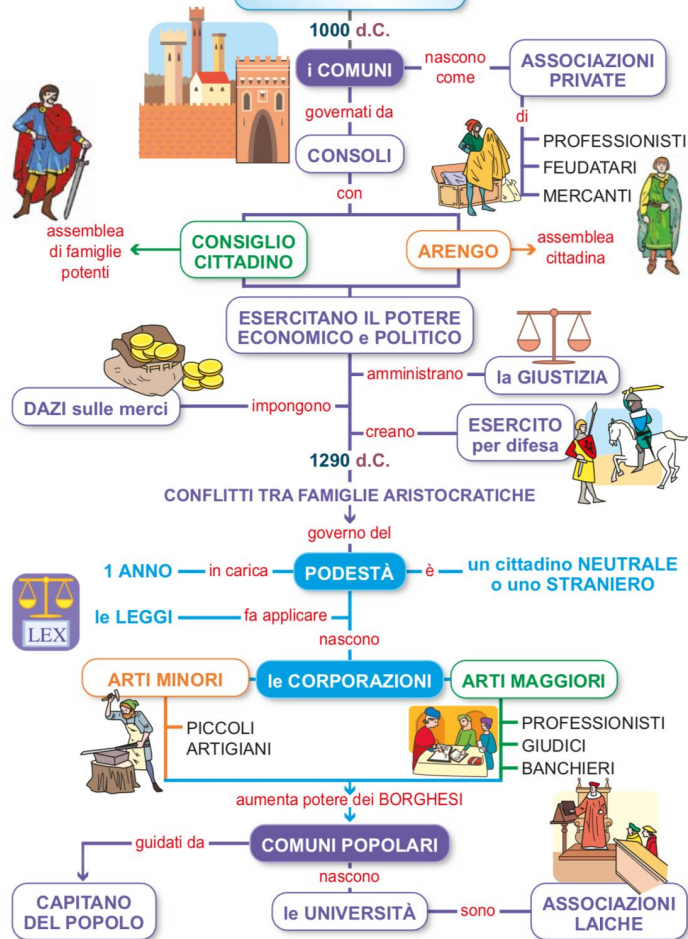 1000 d.C.
i COMUNI
nascono
come
ASSOCIAZIONI
PRIVATE
governati da
di
CONSOLI
PROFESSIONISTI
FEUDATARI
MERCANTI
con
assemblea
di famiglie
potenti
CONSIGLIO
CITTADINO
ARENGO
assemblea
cittadina
ESERCITANO IL POTERE
ECONOMICO e POLITICO
amministrano
la GIUSTIZIA
DAZI sulle merci
impongono
creano
ESERCITO
per difesa
1290 d.C.
CONFLITTI TRA FAMIGLIE ARISTOCRATICHE
governo del
1 ANNO
in carica
PODESTÀ
è
un cittadino NEUTRALE
o uno STRANIERO
LEX
le LEGGI
fa applicare
nascono
ARTI MINORI
le CORPORAZIONI
ARTI MAGGIORI
PICCOLI
ARTIGIANI
PROFESSIONISTI
GIUDICI
BANCHIERI
aumenta potere dei BORGHESI
guidati da
COMUNI POPOLARI
nascono
CAPITANO
DEL POPOLO
le UNIVERSITÀ
sono
ASSOCIAZIONI
LAICHE